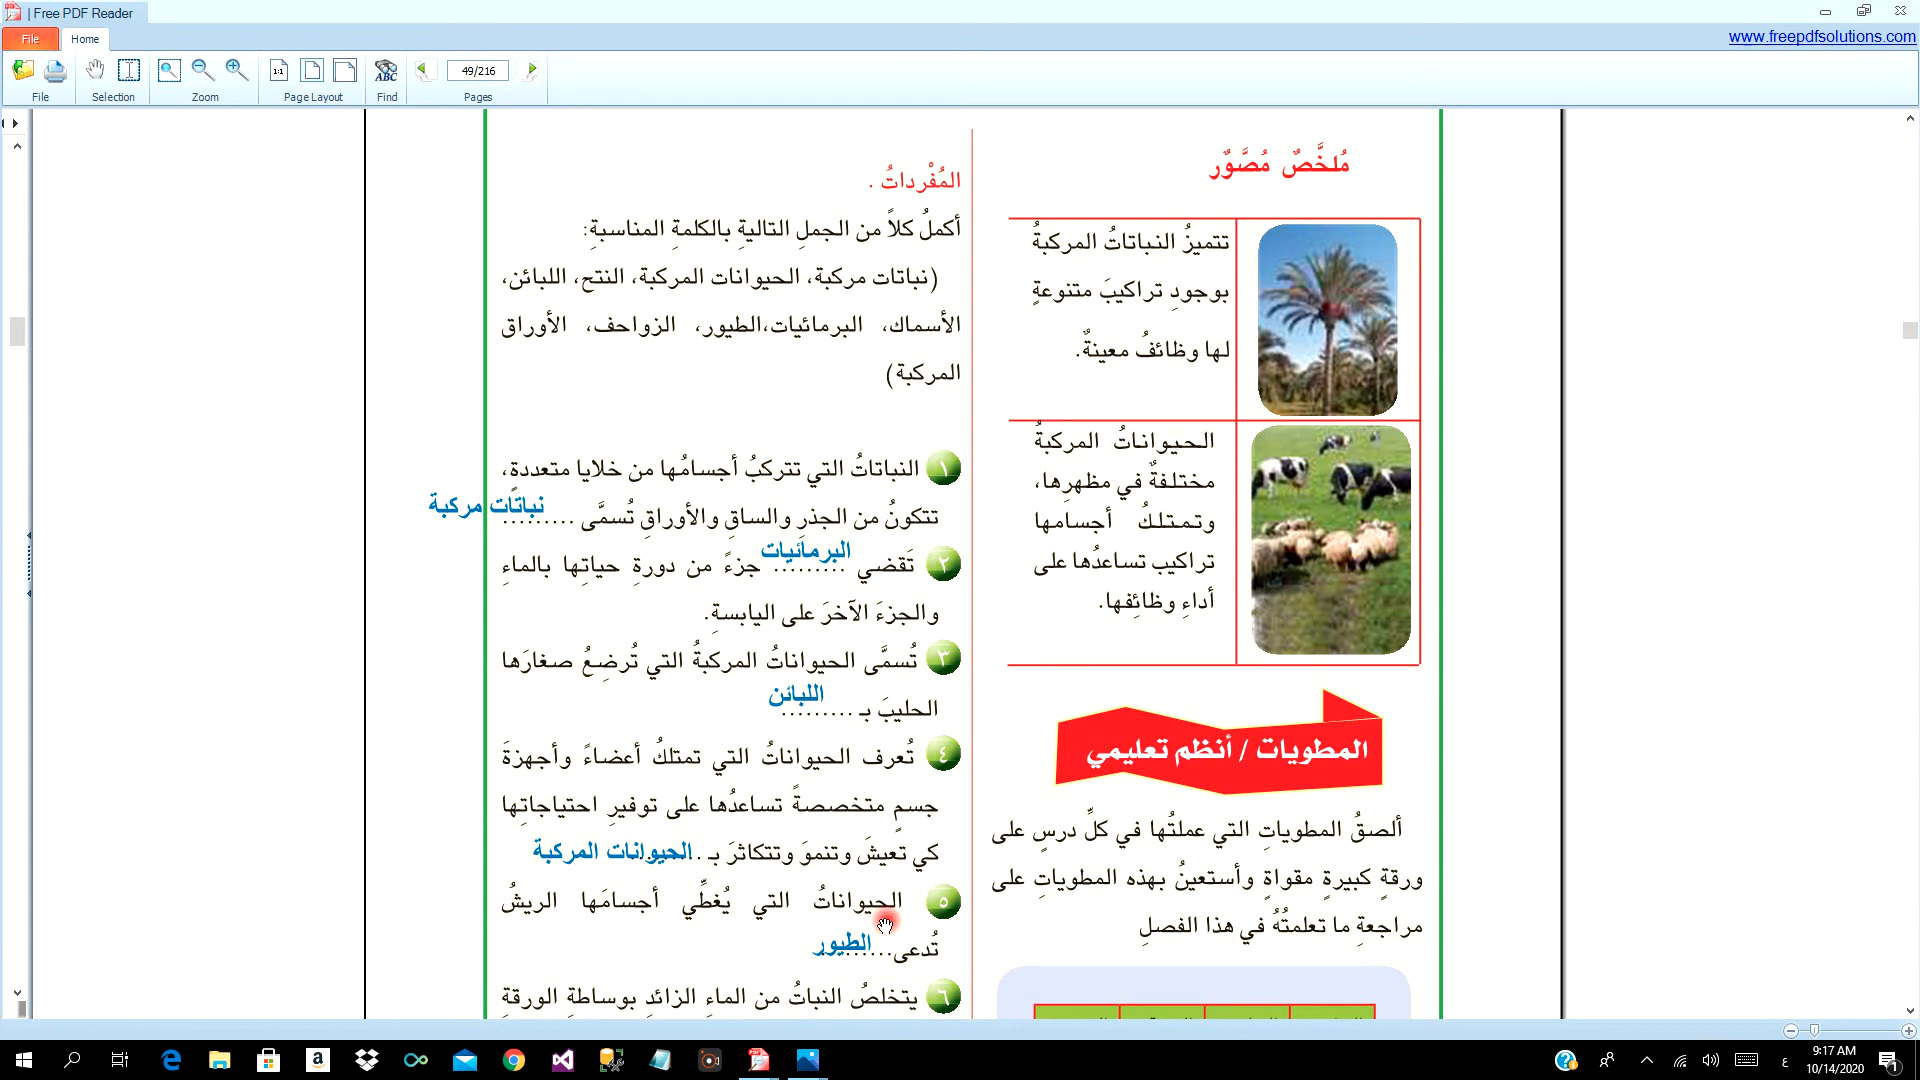 | Free PDF Reader
File
Home
www.freepdfsolutions.com
1:1
ABC
49/216
File
Selection
Zoom
Page Layout
Find
Pages
مُلخَّصٌ مُصَّوٌر
تتميزُ النباتاتُ المركبةُ
بوجودِ تراكيبَ متنوعةٍ
لها وظائفُ معينةٌ.
الحيواناتُ المركبةُ
مختلفةٌ في مظهرِها،
وتمتلكُ أجسامها
تراكيب تساعدُها على
أداءِ وظائِفها.
المطويات / أنظم تعليمي
ألصقُ المطوياتِ التي عملتُها في كلِّ درسٍ على
ورقةٍ كبيرةٍ مقواةٍ وأستعينُ بهذه المطوياتِ على
مراجعةِ ما تعلمتُهُ في هذا الفصلِ
المُفْرداتُ .
أكملُ كلاً من الجملِ التاليةِ بالكلمةِ المناسبةِ:
(نباتات مركبة، الحيوانات المركبة، النتح، اللبائن،
الأسماك، البرمائيات،الطيور، الزواحف، الأوراق
المركبة)
١ النباتاتُ التي تتركبُ أجسامُها من خلايا متعددةٍ،
تتكونُ من الجذرِ والساقِ والأوراقِ تُسمَّى ......... نباتات مركبة
٢ تَقضي ......... البرمائيات جزءً من دورةِ حياتِها بالماءِ
والجزءَ الآخرَ على اليابسةِ.
٣ تُسمَّى الحيواناتُ المركبةُ التي تُرضِعُ صغارَها
الحليبَ بـ ......... اللبائن
٤ تُعرف الحيواناتُ التي تمتلكُ أعضاءً وأجهزةَ
جسمٍ متخصصةً تساعدُها على توفيرِ احتياجاتِها
كي تعيشَ وتنموَ وتتكاثرَ بـ .. الحيوانات المركبة
٥ الحيواناتُ التي يُغطِّي أجسامَها الريشُ
تُدعى......... الطيور
٦ يتخلصُ النباتُ من الماءِ الزائدِ بوساطةِ الورقةِ
ع
9:17 AM
10/14/2020
1